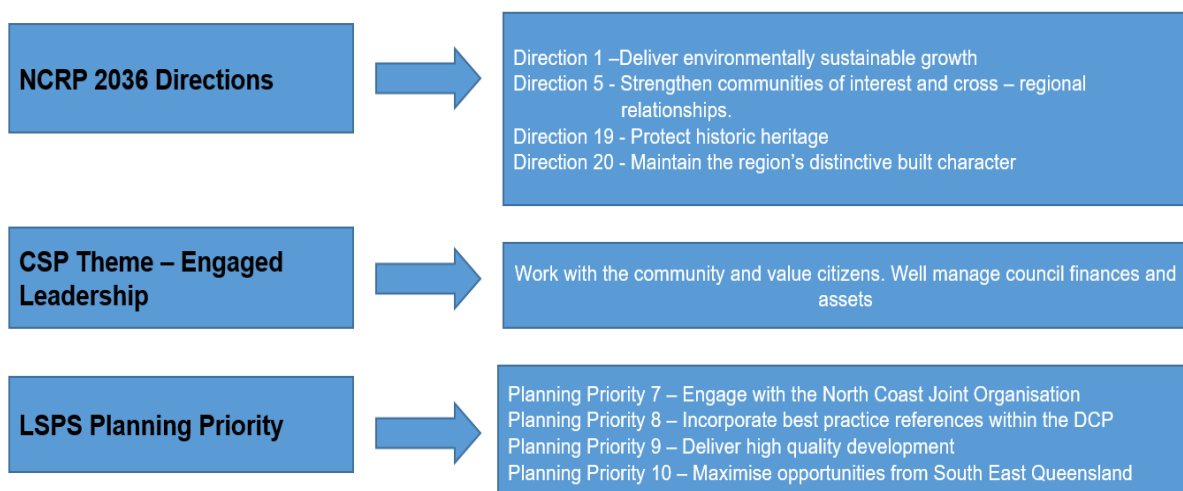 NCRP 2036 Directions
Direction 1 –Deliver environmentally sustainable growth
Direction 5 - Strengthen communities of interest and cross – regional
relationships.
Direction 19 - Protect historic heritage
Direction 20 - Maintain the region's distinctive built character
CSP Theme – Engaged
Leadership
Work with the community and value citizens. Well manage council finances and
assets
LSPS Planning Priority
Planning Priority 7 – Engage with the North Coast Joint Organisation
Planning Priority 8 – Incorporate best practice references within the DCP
Planning Priority 9 – Deliver high quality development
Planning Priority 10 – Maximise opportunities from South East Queensland